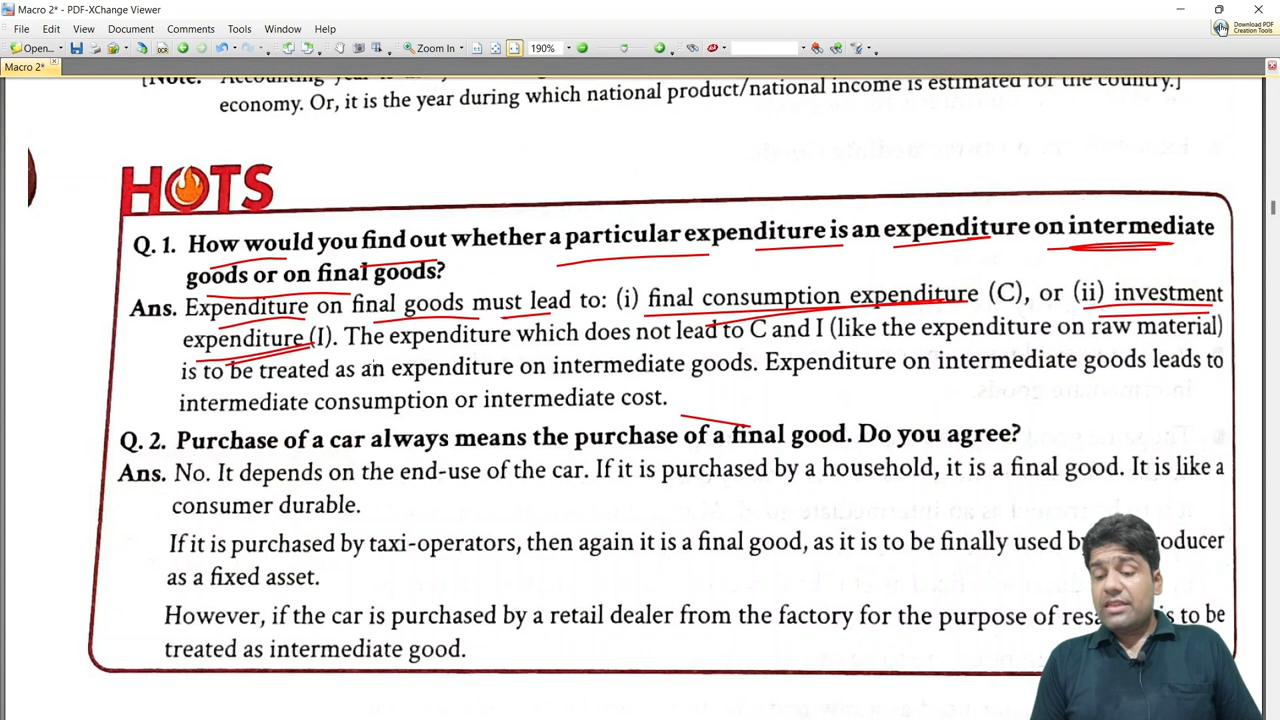 Macro 2* - PDF-XChange Viewer
File Edit View Document Comments Tools Window Help
Download PDF
Creation Tools
Open... Zoom In 190%
Macro 2*
[Note:
economy. Or, it is the year during which national product/national income is estimated for the country.]
HOTS
Q. 1. How would you find out whether a particular expenditure is an expenditure on intermediate
goods or on final goods?
Ans. Expenditure on final goods must lead to: (i) final consumption expenditure (C), or (ii) investment
expenditure (I). The expenditure which does not lead to C and I (like the expenditure on raw material)
is to be treated as an expenditure on intermediate goods. Expenditure on intermediate goods leads to
intermediate consumption or intermediate cost.
Q. 2. Purchase of a car always means the purchase of a final good. Do you agree?
Ans. No. It depends on the end-use of the car. If it is purchased by a household, it is a final good. It is like a
consumer durable.
If it is purchased by taxi-operators, then again it is a final good, as it is to be finally used by
as a fixed asset.
However, if the car is purchased by a retail dealer from the factory for the purpose of is to be
treated as intermediate good.